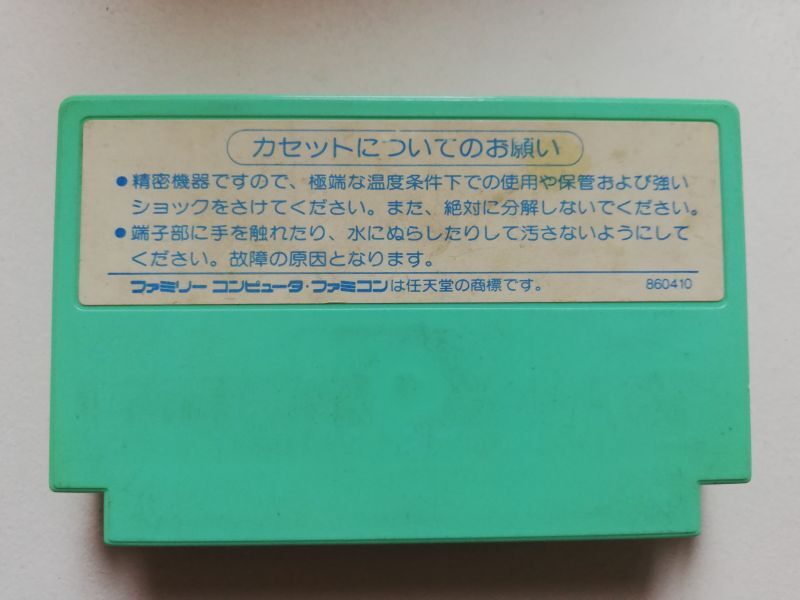 カセットについてのお願い
●精密機器ですので、極端な温度条件下での使用や保管および強い
ショックをさけてください。また、絶対に分解しないでください。
●端子部に手を触れたり、水にぬらしたりして汚さないようにして
ください。故障の原因となります。
ファミリー コンピュータ・ファミコンは任天堂の商標です。 860410